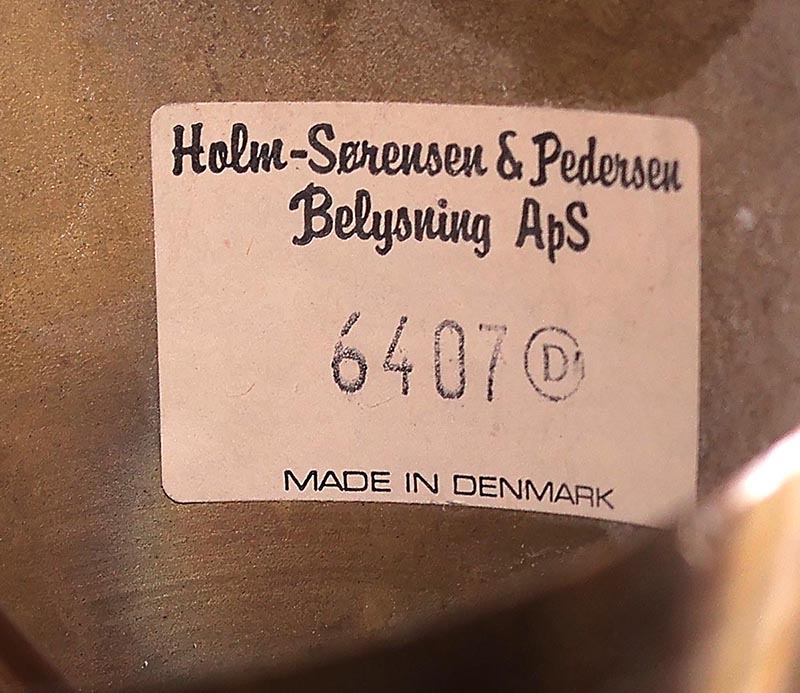 Holm-Sørensen & Pedersen
Belysning ApS
6407 Ⓓ
MADE IN DENMARK